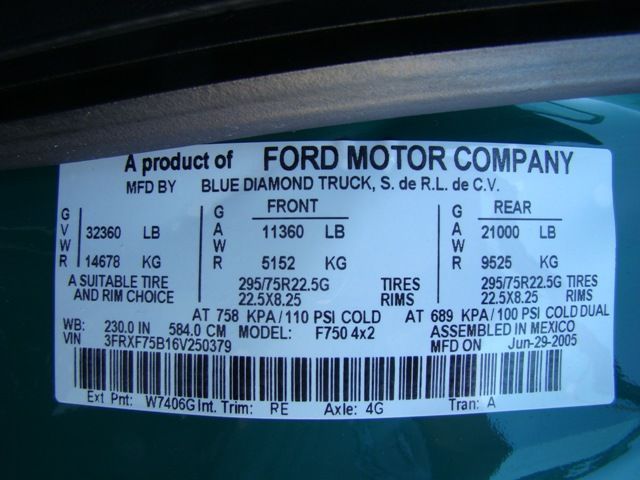 A product of FORD MOTOR COMPANY
MFD BY BLUE DIAMOND TRUCK, S. de R.L. de C.V.
GVWR 32360 LB 14678 KG
FRONT
GAWR 11360 LB 5152 KG
REAR
GAWR 21000 LB 9525 KG
A SUITABLE TIRE AND RIM CHOICE
295/75R22.5G TIRES 295/75R22.5G
22.5X8.25 RIMS 22.5X8.25
AT 758 KPA/110 PSI COLD AT 689 KPA/100 PSI COLD DUAL
WB: 230.0 IN 584.0 CM MODEL: F750 4x2 ASSEMBLED IN MEXICO
VIN 3FRXF75B16V250379 MFD ON Jun-29-2005
Ext Pnt: W7406G Int. Trim: RE Axle: 4G Tran: A